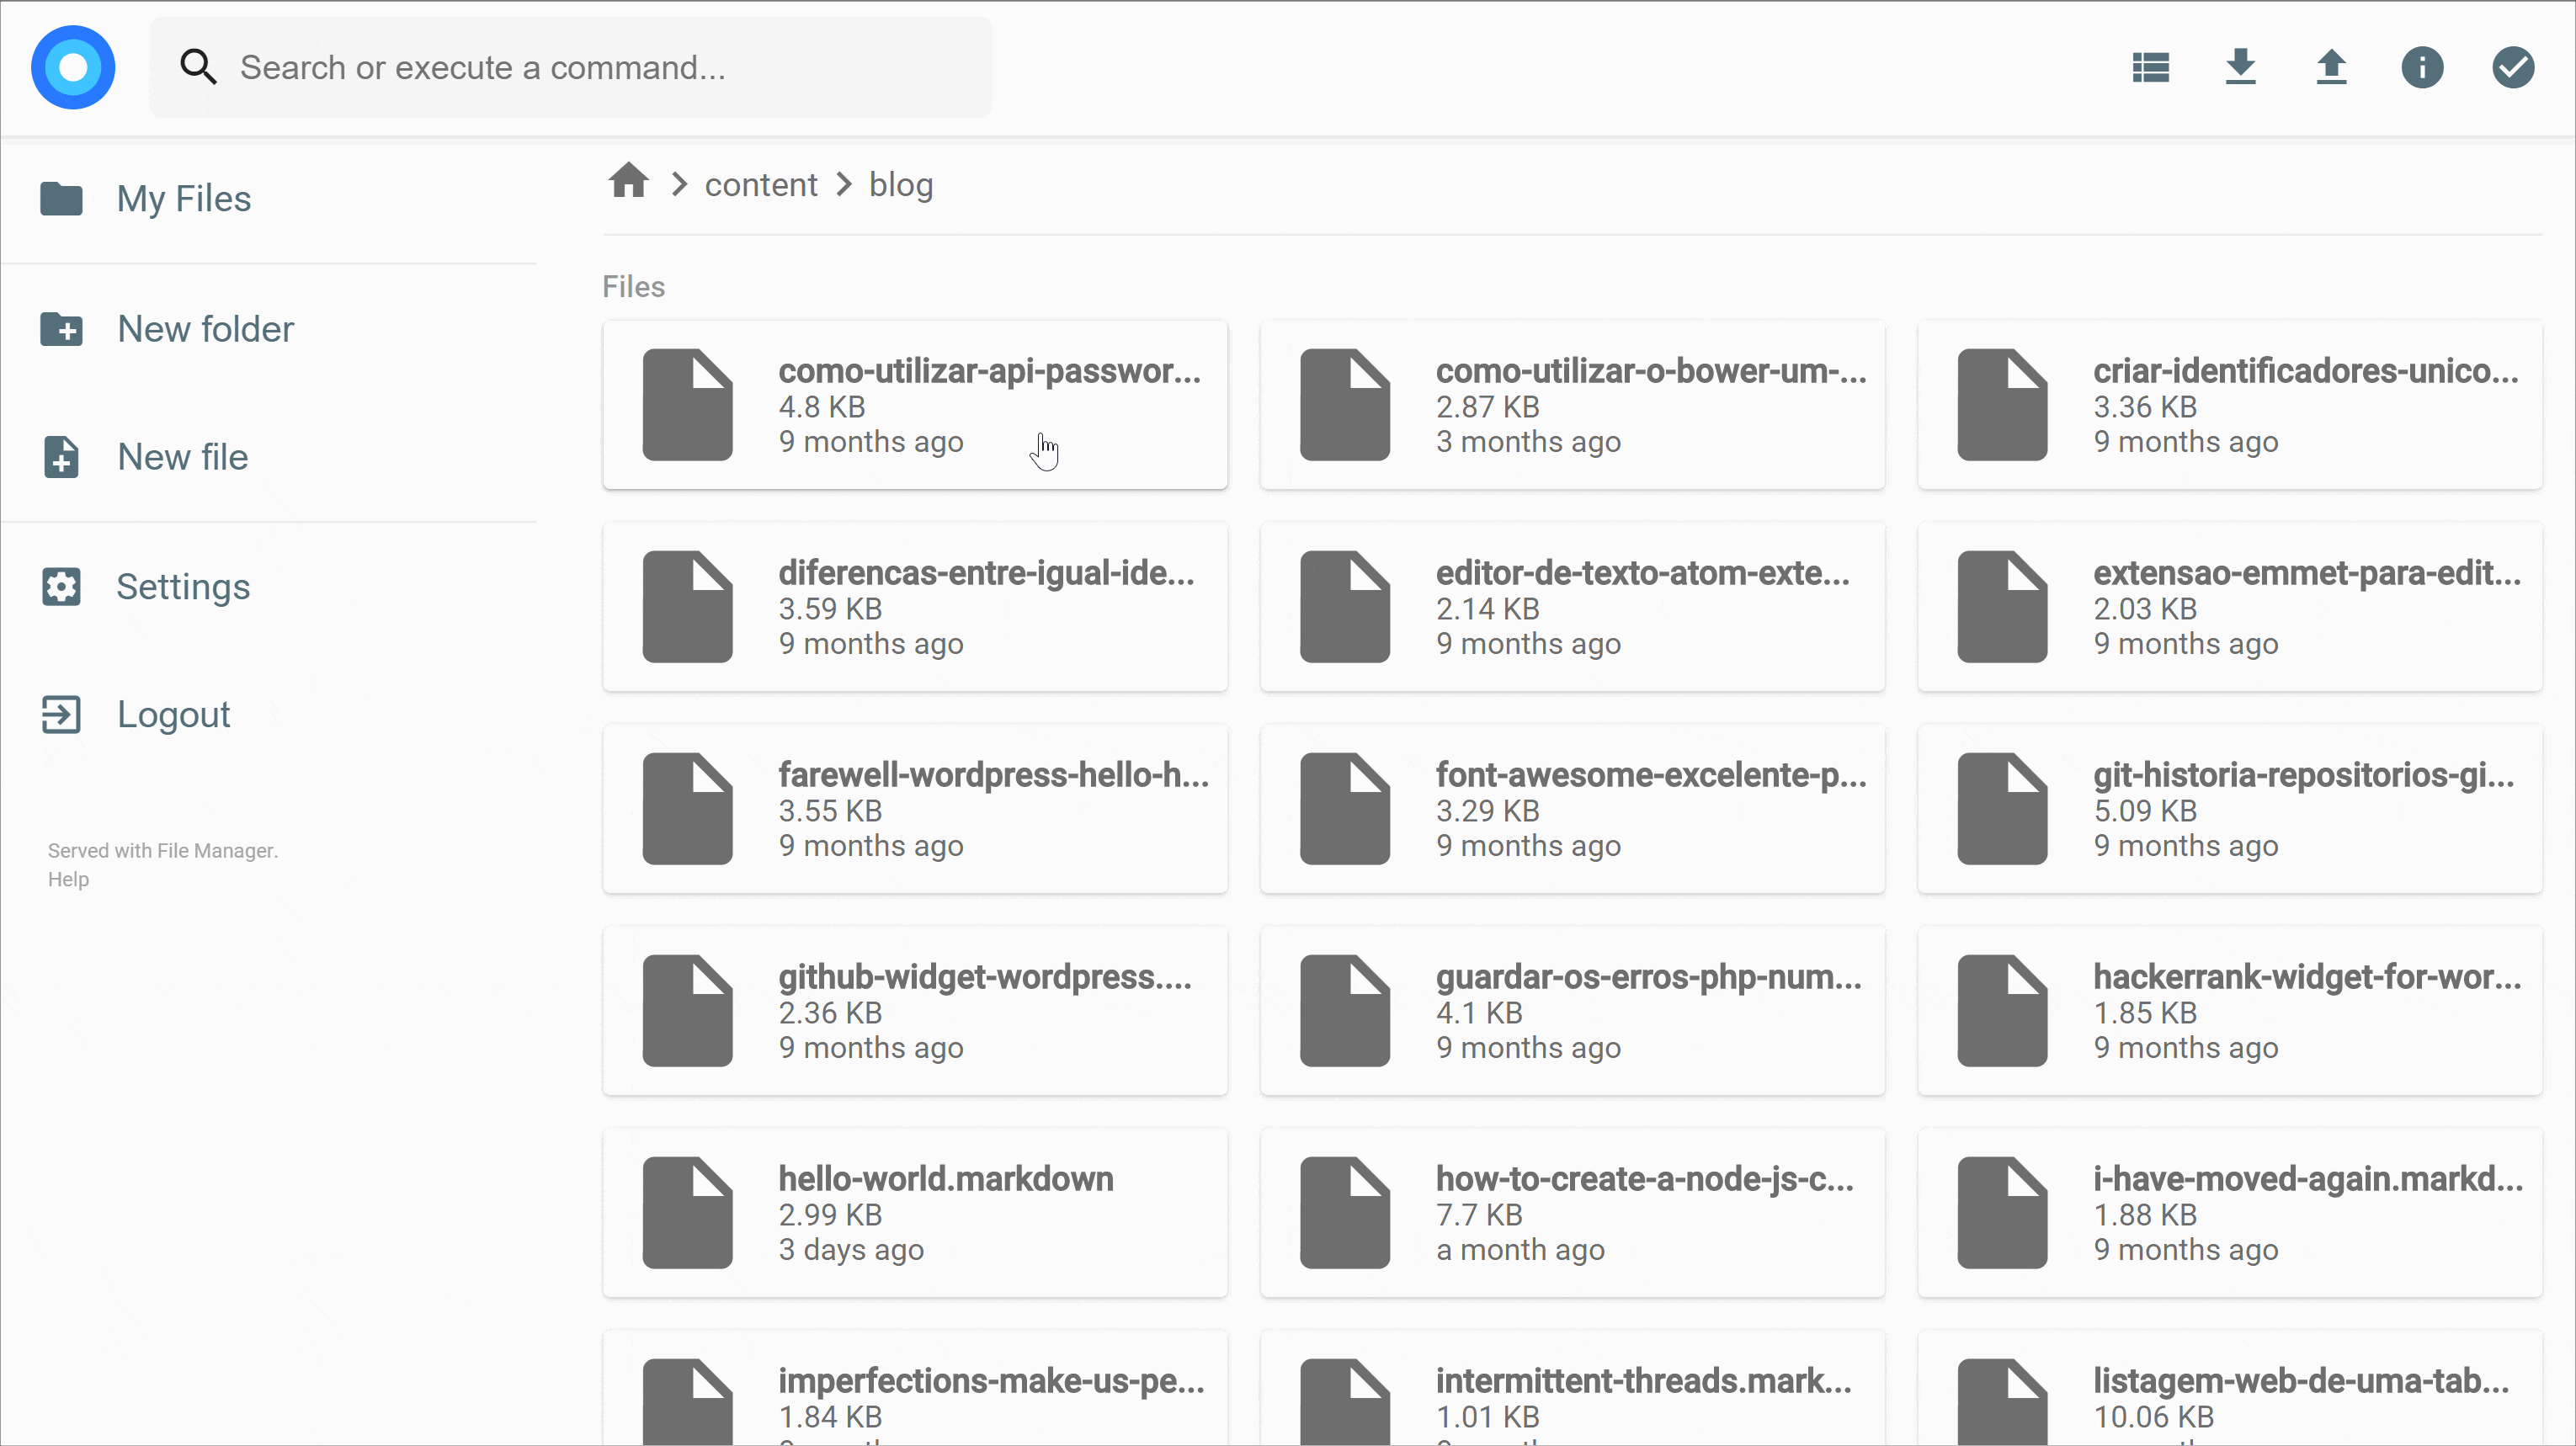 Search or execute a command...
My Files
New folder
New file
Settings
Logout
Served with File Manager.
Help
content
blog
Files
como-utilizar-api-passwor...
4.8 KB
9 months ago
como-utilizar-o-bower-um-...
2.87 KB
3 months ago
criar-identificadores-unico...
3.36 KB
9 months ago
diferencas-entre-igual-ide...
3.59 KB
9 months ago
editor-de-texto-atom-exte...
2.14 KB
9 months ago
extensao-emmet-para-edit...
2.03 KB
9 months ago
farewell-wordpress-hello-h...
3.55 KB
9 months ago
font-awesome-excelente-p...
3.29 KB
9 months ago
git-historia-repositorios-gi...
5.09 KB
9 months ago
github-widget-wordpress....
2.36 KB
9 months ago
guardar-os-erros-php-num...
4.1 KB
9 months ago
hackerrank-widget-for-wor...
1.85 KB
9 months ago
hello-world.markdown
2.99 KB
3 days ago
how-to-create-a-node-js-c...
7.7 KB
a month ago
i-have-moved-again.markd...
1.88 KB
9 months ago
imperfections-make-us-pe...
1.84 KB
intermittent-threads.mark...
1.01 KB
listagem-web-de-uma-tab...
10.06 KB